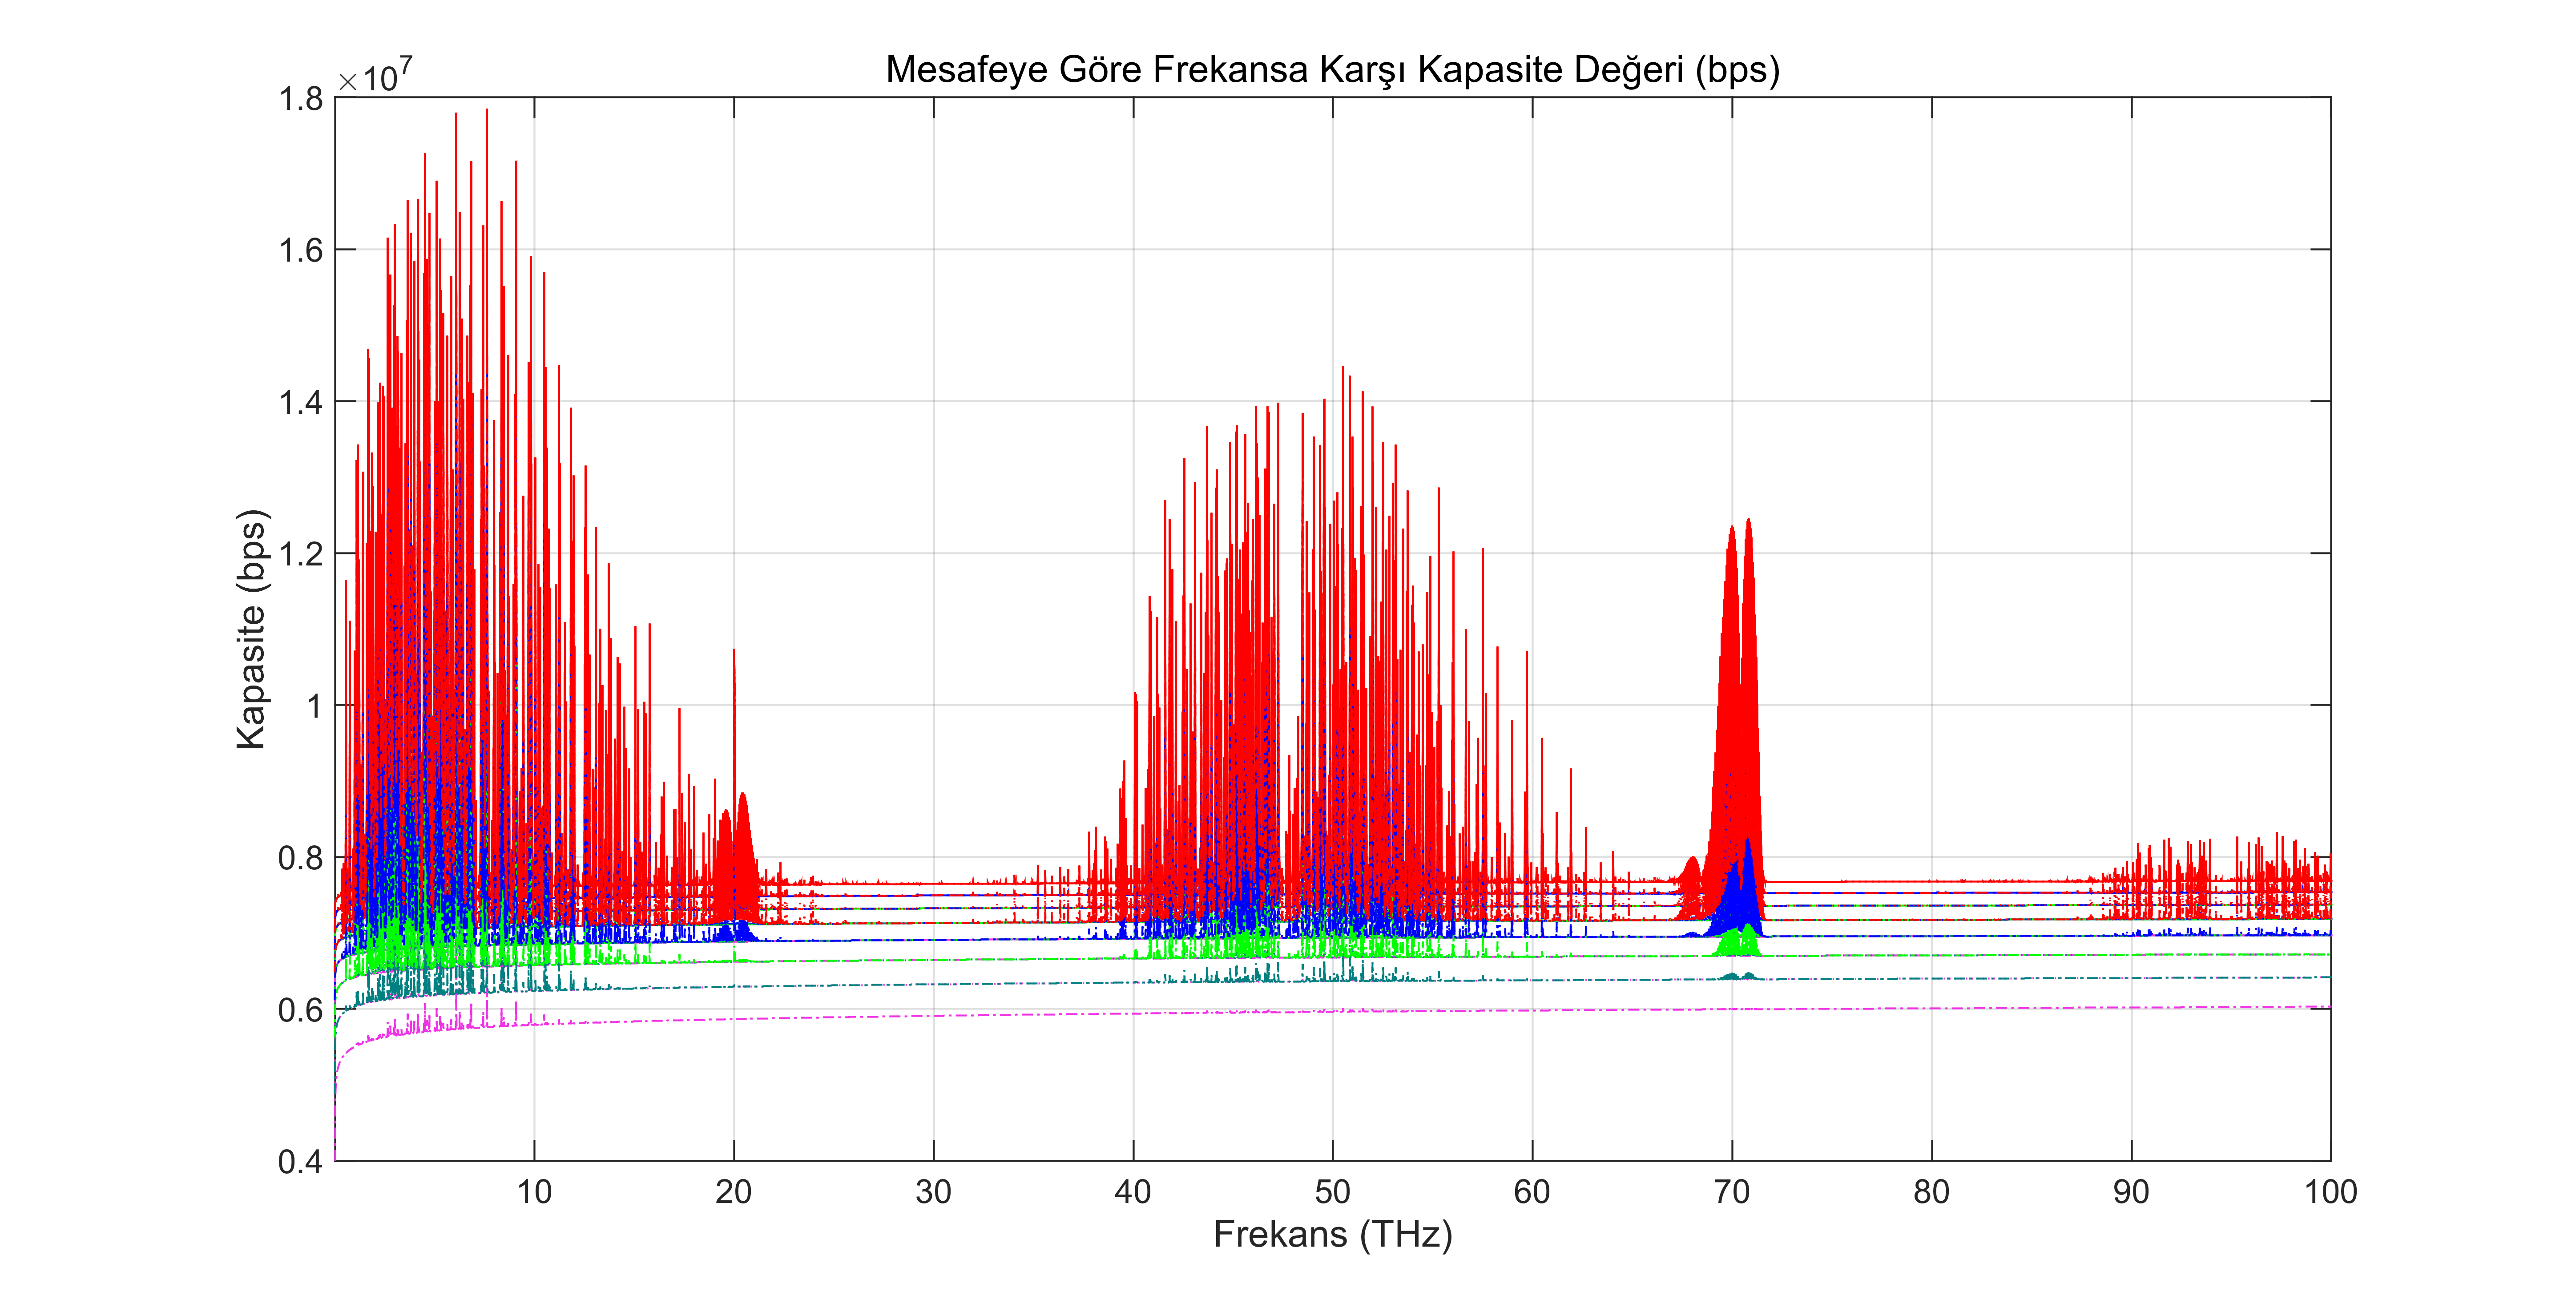 Mesafeye Göre Frekansa Karşı Kapasite Değeri (bps)
×10^7
1.8
1.6
1.4
1.2
1
0.8
0.6
0.4
Kapasite (bps)
10 20 30 40 50 60 70 80 90 100
Frekans (THz)